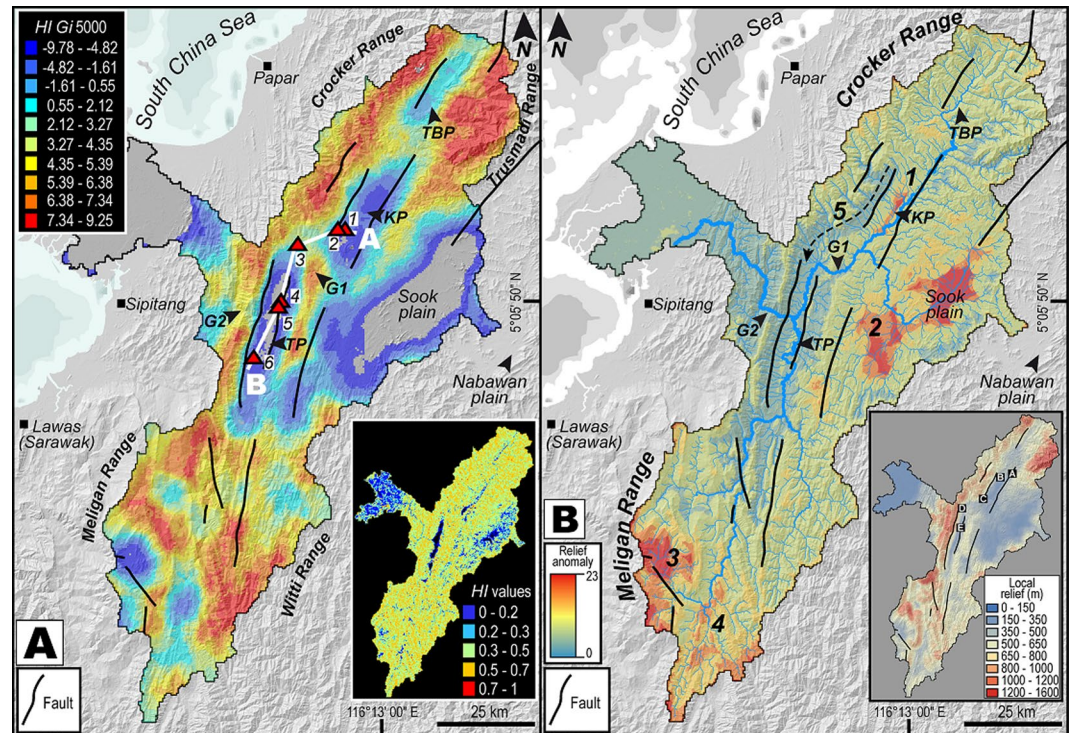 HI Gi 5000
-9.78 - -4.82
-4.82 - -1.61
-1.61 - 0.55
0.55 - 2.12
2.12 - 3.27
3.27 - 4.35
4.35 - 5.39
5.39 - 6.38
6.38 - 7.34
7.34 - 9.25
South China Sea
Papar
Crocker Range
N
TBP
Trusmadi Range
KP
1
2
A
3
G1
4
5
Sook
plain
Sipitang
G2
TP
6
B
5°05'50" N
Nabawan
plain
Lawas
(Sarawak)
Meligan Range
Witti Range
HI values
0 - 0.2
0.2 - 0.3
0.3 - 0.5
0.5 - 0.7
0.7 - 1
A
Fault
116°13'00" E
25 km
N
South China Sea
Papar
Crocker Range
TBP
1
5
KP
G1
Sook
plain
Sipitang
G2
2
TP
5°05'50" N
Nabawan
plain
Lawas
(Sarawak)
Meligan Range
3
4
B
Relief
anomaly
23
0
Fault
A
B
C
D
E
Local
relief (m)
0 - 150
150 - 350
350 - 500
500 - 650
650 - 800
800 - 1000
1000 - 1200
1200 - 1600
116°13'00" E
25 km